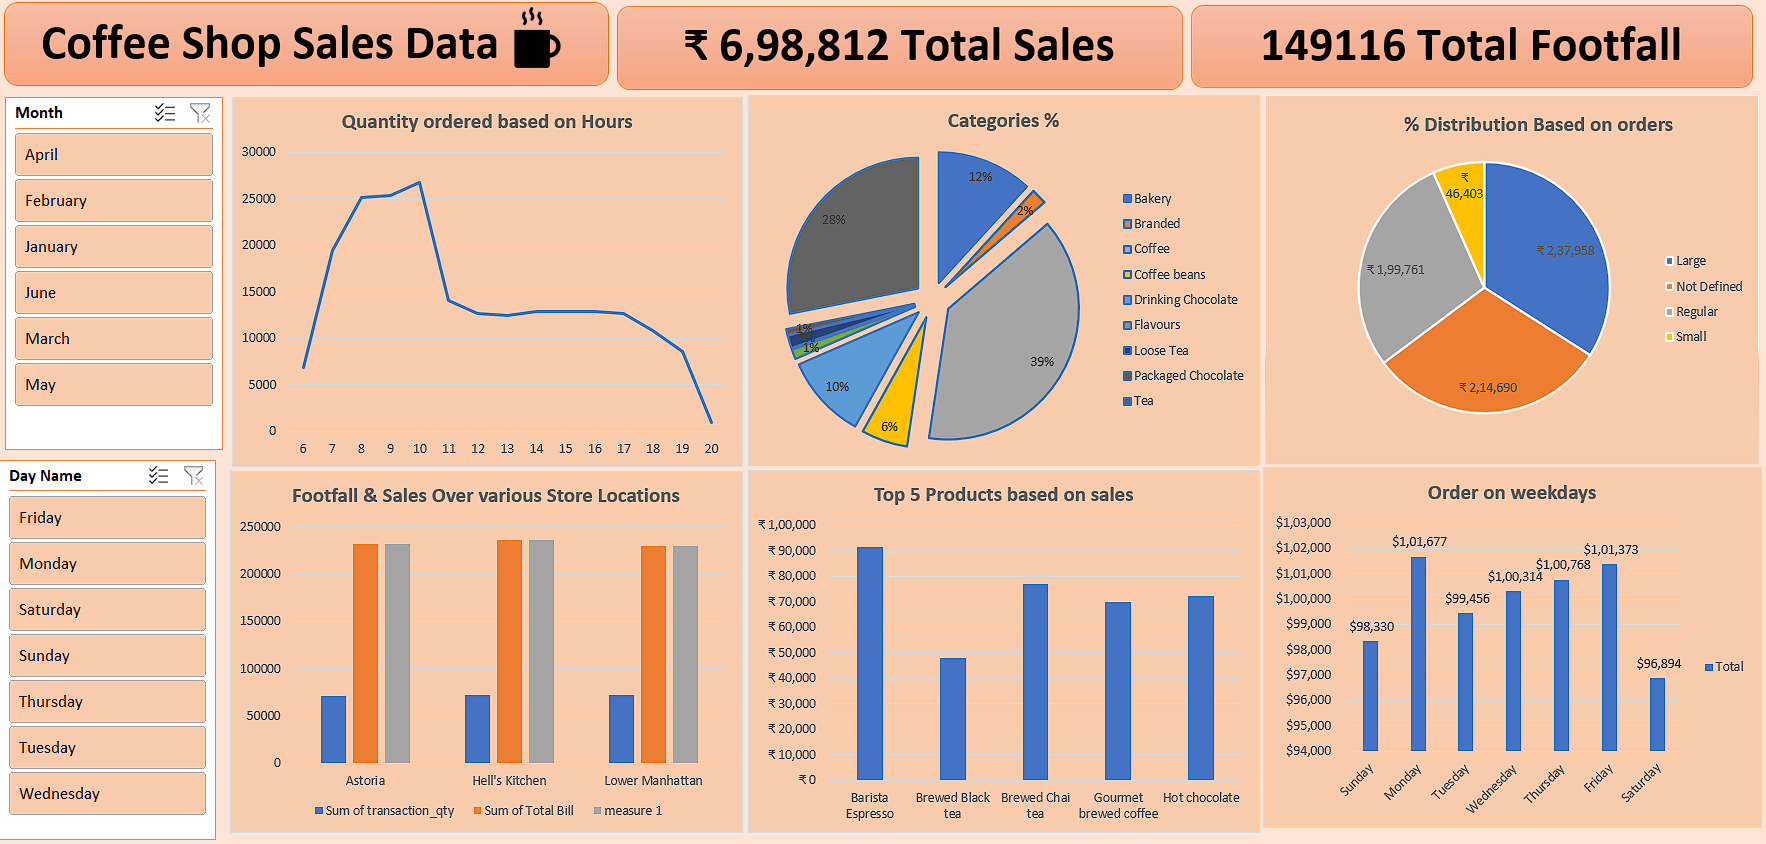 Coffee Shop Sales Data
₹ 6,98,812 Total Sales
149116 Total Footfall
Month
April
February
January
June
March
May
Day Name
Friday
Monday
Saturday
Sunday
Thursday
Tuesday
Wednesday
Quantity ordered based on Hours
30000
25000
20000
15000
10000
5000
0
6 7 8 9 10 11 12 13 14 15 16 17 18 19 20
Categories %
12%
2%
39%
6%
10%
1%
1%
28%
Bakery
Branded
Coffee
Coffee beans
Drinking Chocolate
Flavours
Loose Tea
Packaged Chocolate
Tea
% Distribution Based on orders
₹
46,403
₹ 2,37,958
₹ 1,99,761
₹ 2,14,690
Large
Not Defined
Regular
Small
Footfall & Sales Over various Store Locations
250000
200000
150000
100000
50000
0
Astoria Hell's Kitchen Lower Manhattan
Sum of transaction_qty Sum of Total Bill measure 1
Top 5 Products based on sales
₹ 1,00,000
₹ 90,000
₹ 80,000
₹ 70,000
₹ 60,000
₹ 50,000
₹ 40,000
₹ 30,000
₹ 20,000
₹ 10,000
₹ 0
Barista Brewed Black Brewed Chai Gourmet Hot chocolate
Espresso tea tea brewed coffee
Order on weekdays
$1,03,000
$1,02,000
$1,01,000
$1,00,000
$99,000
$98,000
$97,000
$96,000
$95,000
$94,000
$98,330
$1,01,677
$99,456
$1,00,314
$1,00,768
$1,01,373
$96,894
Sunday Monday Tuesday Wednesday Thursday Friday Saturday
Total